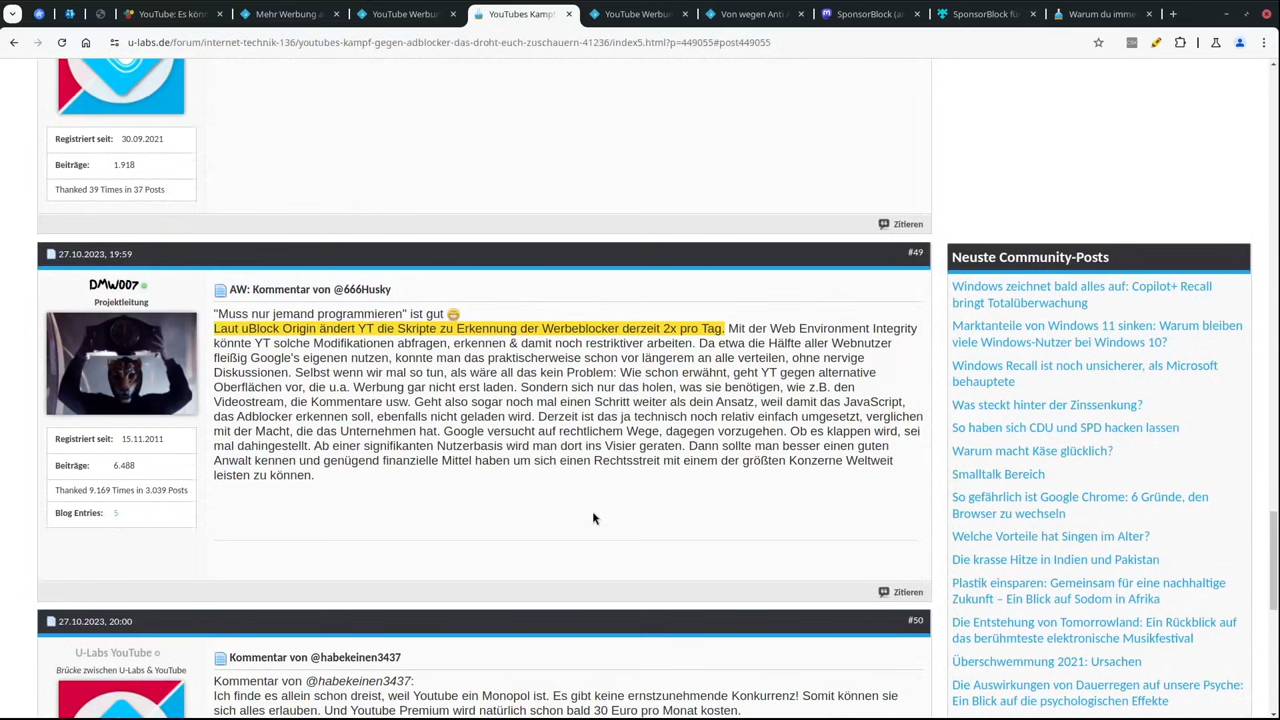 YouTube: Es könn
Mehr Werbung a
YouTube Werbu
YouTubes Kampf
YouTube Werbun
Von wegen Anti A
SponsorBlock (a
SponsorBlock fü
Warum du imme
u-labs.de/forum/internet-technik-136/youtubes-kampf-gegen-adblocker-das-droht-euch-zuschauern-41236/index5.html?p=449055#post449055
Registriert seit: 30.09.2021
Beiträge: 1.918
Thanked 39 Times in 37 Posts
Zitieren
27.10.2023, 19:59
#49
DMW007
Projektleitung
Registriert seit: 15.11.2011
Beiträge: 6.488
Thanked 9.169 Times in 3.039 Posts
Blog Entries: 5
AW: Kommentar von @666Husky
"Muss nur jemand programmieren" ist gut
Laut uBlock Origin ändert YT die Skripte zu Erkennung der Werbeblocker derzeit 2x pro Tag. Mit der Web Environment Integrity
könnte YT solche Modifikationen abfragen, erkennen & damit noch restriktiver arbeiten. Da etwa die Hälfte aller Webnutzer
fleißig Google's eigenen nutzen, konnte man das praktischerweise schon vor längerem an alle verteilen, ohne nervige
Diskussionen. Selbst wenn wir mal so tun, als wäre all das kein Problem: Wie schon erwähnt, geht YT gegen alternative
Oberflächen vor, die u.a. Werbung gar nicht erst laden. Sondern sich nur das holen, was sie benötigen, wie z.B. den
Videostream, die Kommentare usw. Geht also sogar noch mal einen Schritt weiter als dein Ansatz, weil damit das JavaScript,
das Adblocker erkennen soll, ebenfalls nicht geladen wird. Derzeit ist das ja technisch noch relativ einfach umgesetzt, verglichen
mit der Macht, die das Unternehmen hat. Google versucht auf rechtlichem Wege, dagegen vorzugehen. Ob es klappen wird, sei
mal dahingestellt. Ab einer signifikanten Nutzerbasis wird man dort ins Visier geraten. Dann sollte man besser einen guten
Anwalt kennen und genügend finanzielle Mittel haben um sich einen Rechtsstreit mit einem der größten Konzerne Weltweit
leisten zu können.
Zitieren
27.10.2023, 20:00
#50
U-Labs YouTube
Brücke zwischen U-Labs & YouTube
Kommentar von @habekeinen3437
Kommentar von @habekeinen3437:
Ich finde es allein schon dreist, weil Youtube ein Monopol ist. Es gibt keine ernstzunehmende Konkurrenz! Somit können sie
sich alles erlauben. Und Youtube Premium wird natürlich schon bald 30 Euro pro Monat kosten.
Neuste Community-Posts
Windows zeichnet bald alles auf: Copilot+ Recall
bringt Totalüberwachung
Marktanteile von Windows 11 sinken: Warum bleiben
viele Windows-Nutzer bei Windows 10?
Windows Recall ist noch unsicherer, als Microsoft
behauptete
Was steckt hinter der Zinssenkung?
So haben sich CDU und SPD hacken lassen
Warum macht Käse glücklich?
Smalltalk Bereich
So gefährlich ist Google Chrome: 6 Gründe, den
Browser zu wechseln
Welche Vorteile hat Singen im Alter?
Die krasse Hitze in Indien und Pakistan
Plastik einsparen: Gemeinsam für eine nachhaltige
Zukunft – Ein Blick auf Sodom in Afrika
Die Entstehung von Tomorrowland: Ein Rückblick auf
das berühmteste elektronische Musikfestival
Überschwemmung 2021: Ursachen
Die Auswirkungen von Dauerregen auf unsere Psyche:
Ein Blick auf die psychologischen Effekte